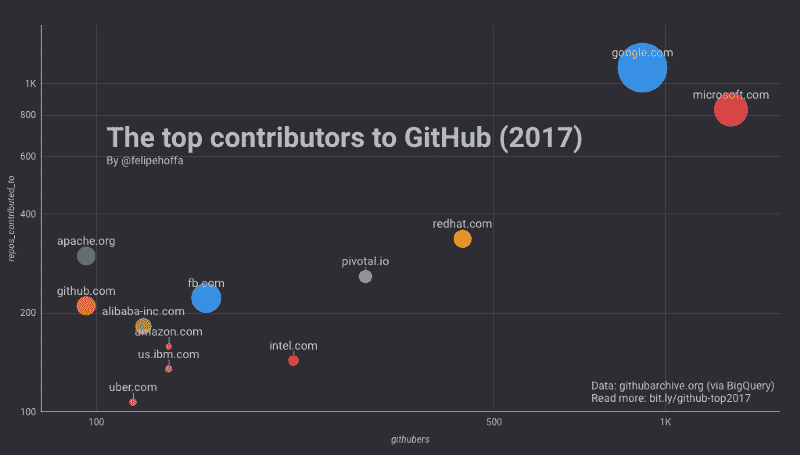 google.com
1K
microsoft.com
800
The top contributors to GitHub (2017)
600
By @felipehoffa
repos_contributed_to
400
redhat.com
apache.org
pivotal.io
github.com
fb.com
alibaba-inc.com
200
amazon.com
us.ibm.com
intel.com
uber.com
Data: githubarchive.org (via BigQuery)
Read more: bit.ly/github-top2017
100
100
500
1K
githubers